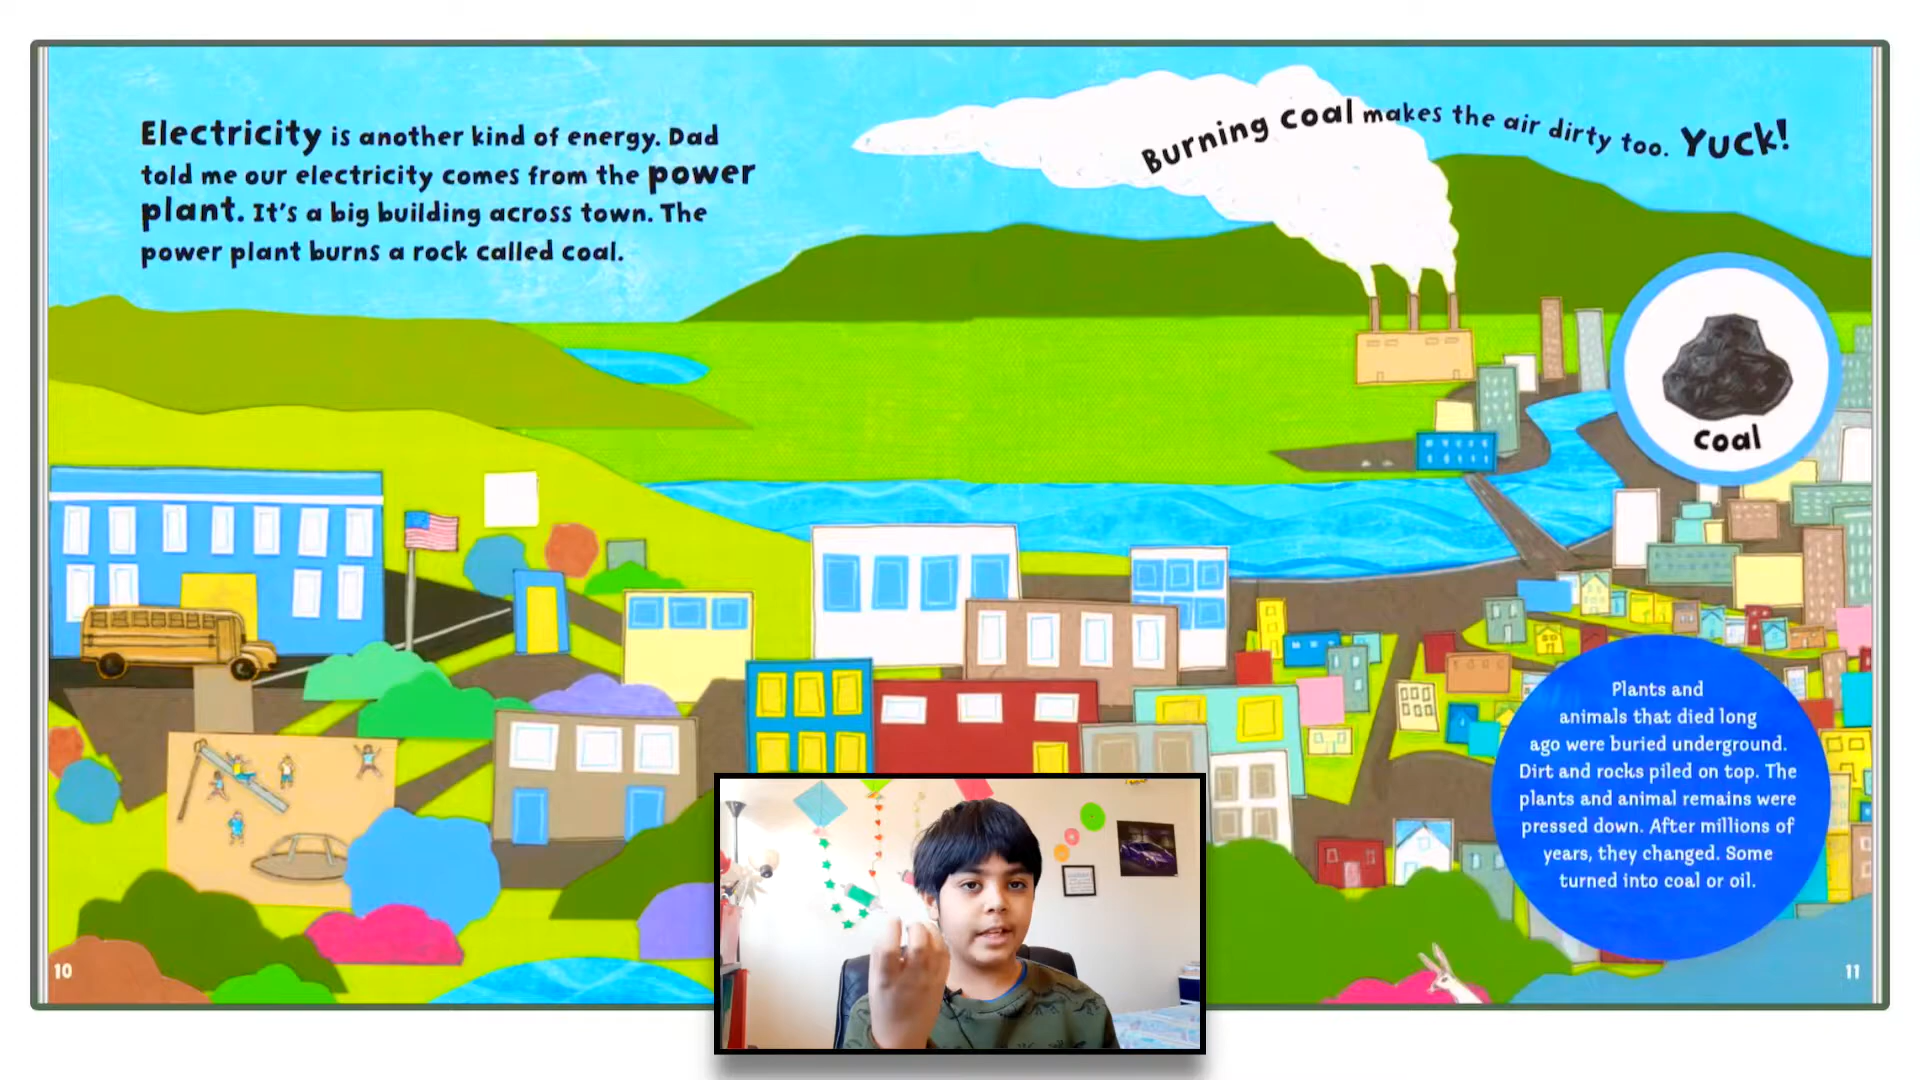 Electricity is another kind of energy. Dad
told me our electricity comes from the power
plant. It's a big building across town. The
power plant burns a rock called coal.
Burning coal makes the air dirty too. Yuck!
Coal
Plants and
animals that died long
ago were buried underground.
Dirt and rocks piled on top. The
plants and animal remains were
pressed down. After millions of
years, they changed. Some
turned into coal or oil.
10
11